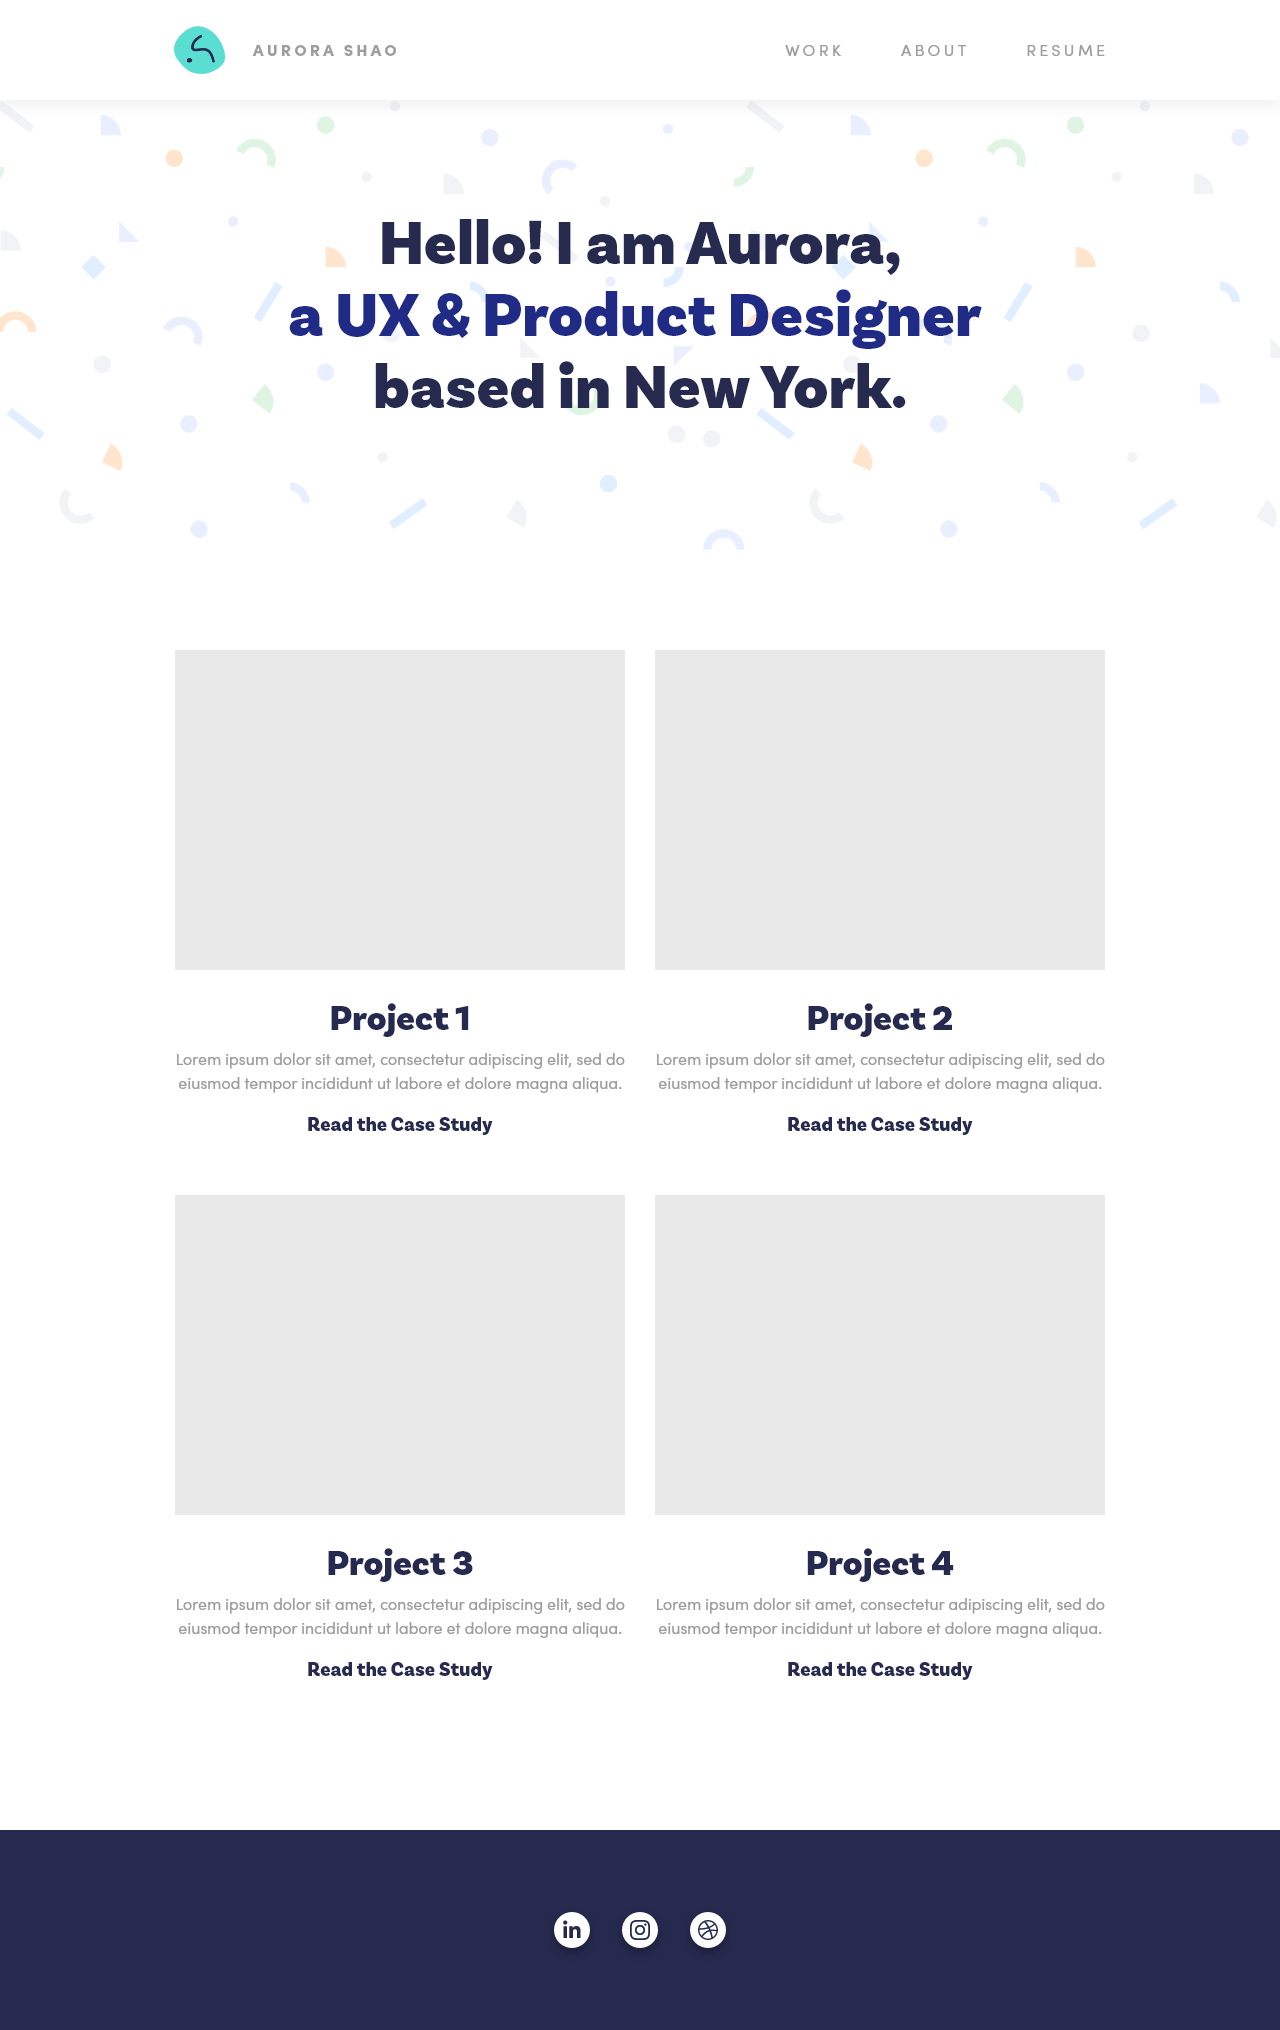 AURORA SHAO
WORK ABOUT RESUME
Hello! I am Aurora,
a UX & Product Designer
based in New York.
Project 1
Lorem ipsum dolor sit amet, consectetur adipiscing elit, sed do
eiusmod tempor incididunt ut labore et dolore magna aliqua.
Read the Case Study
Project 2
Lorem ipsum dolor sit amet, consectetur adipiscing elit, sed do
eiusmod tempor incididunt ut labore et dolore magna aliqua.
Read the Case Study
Project 3
Lorem ipsum dolor sit amet, consectetur adipiscing elit, sed do
eiusmod tempor incididunt ut labore et dolore magna aliqua.
Read the Case Study
Project 4
Lorem ipsum dolor sit amet, consectetur adipiscing elit, sed do
eiusmod tempor incididunt ut labore et dolore magna aliqua.
Read the Case Study
in